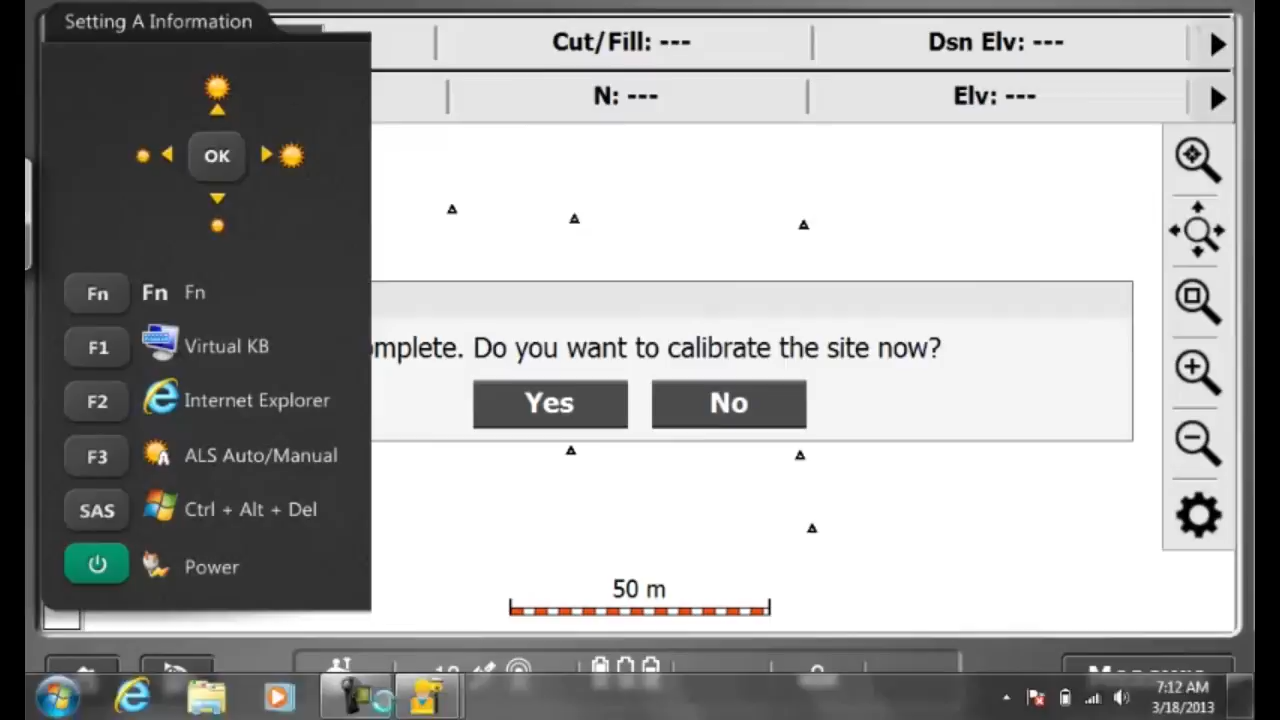 Setting A Information
Cut/Fill: ---
Dsn Elv: ---
N: ---
Elv: ---
OK
Fn Fn Fn
F1 Virtual KB
F2 Internet Explorer
F3 ALS Auto/Manual
SAS Ctrl + Alt + Del
Power
mplete. Do you want to calibrate the site now?
Yes
No
50 m
7:12 AM
3/18/2013